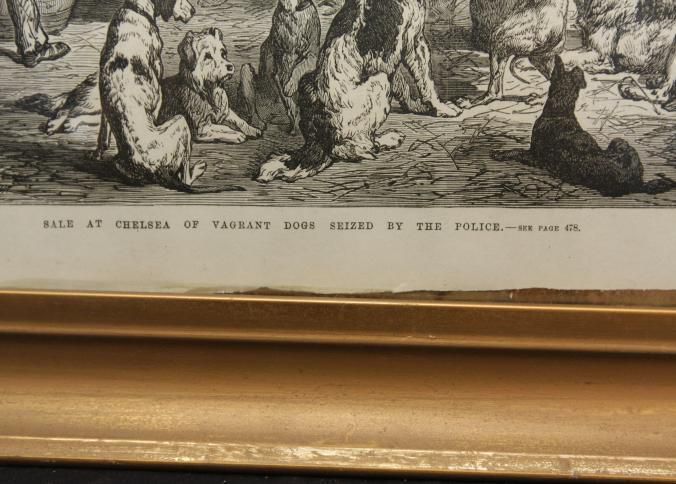 SALE AT CHELSEA OF VAGRANT DOGS SEIZED BY THE POLICE.—SEE PAGE 478.